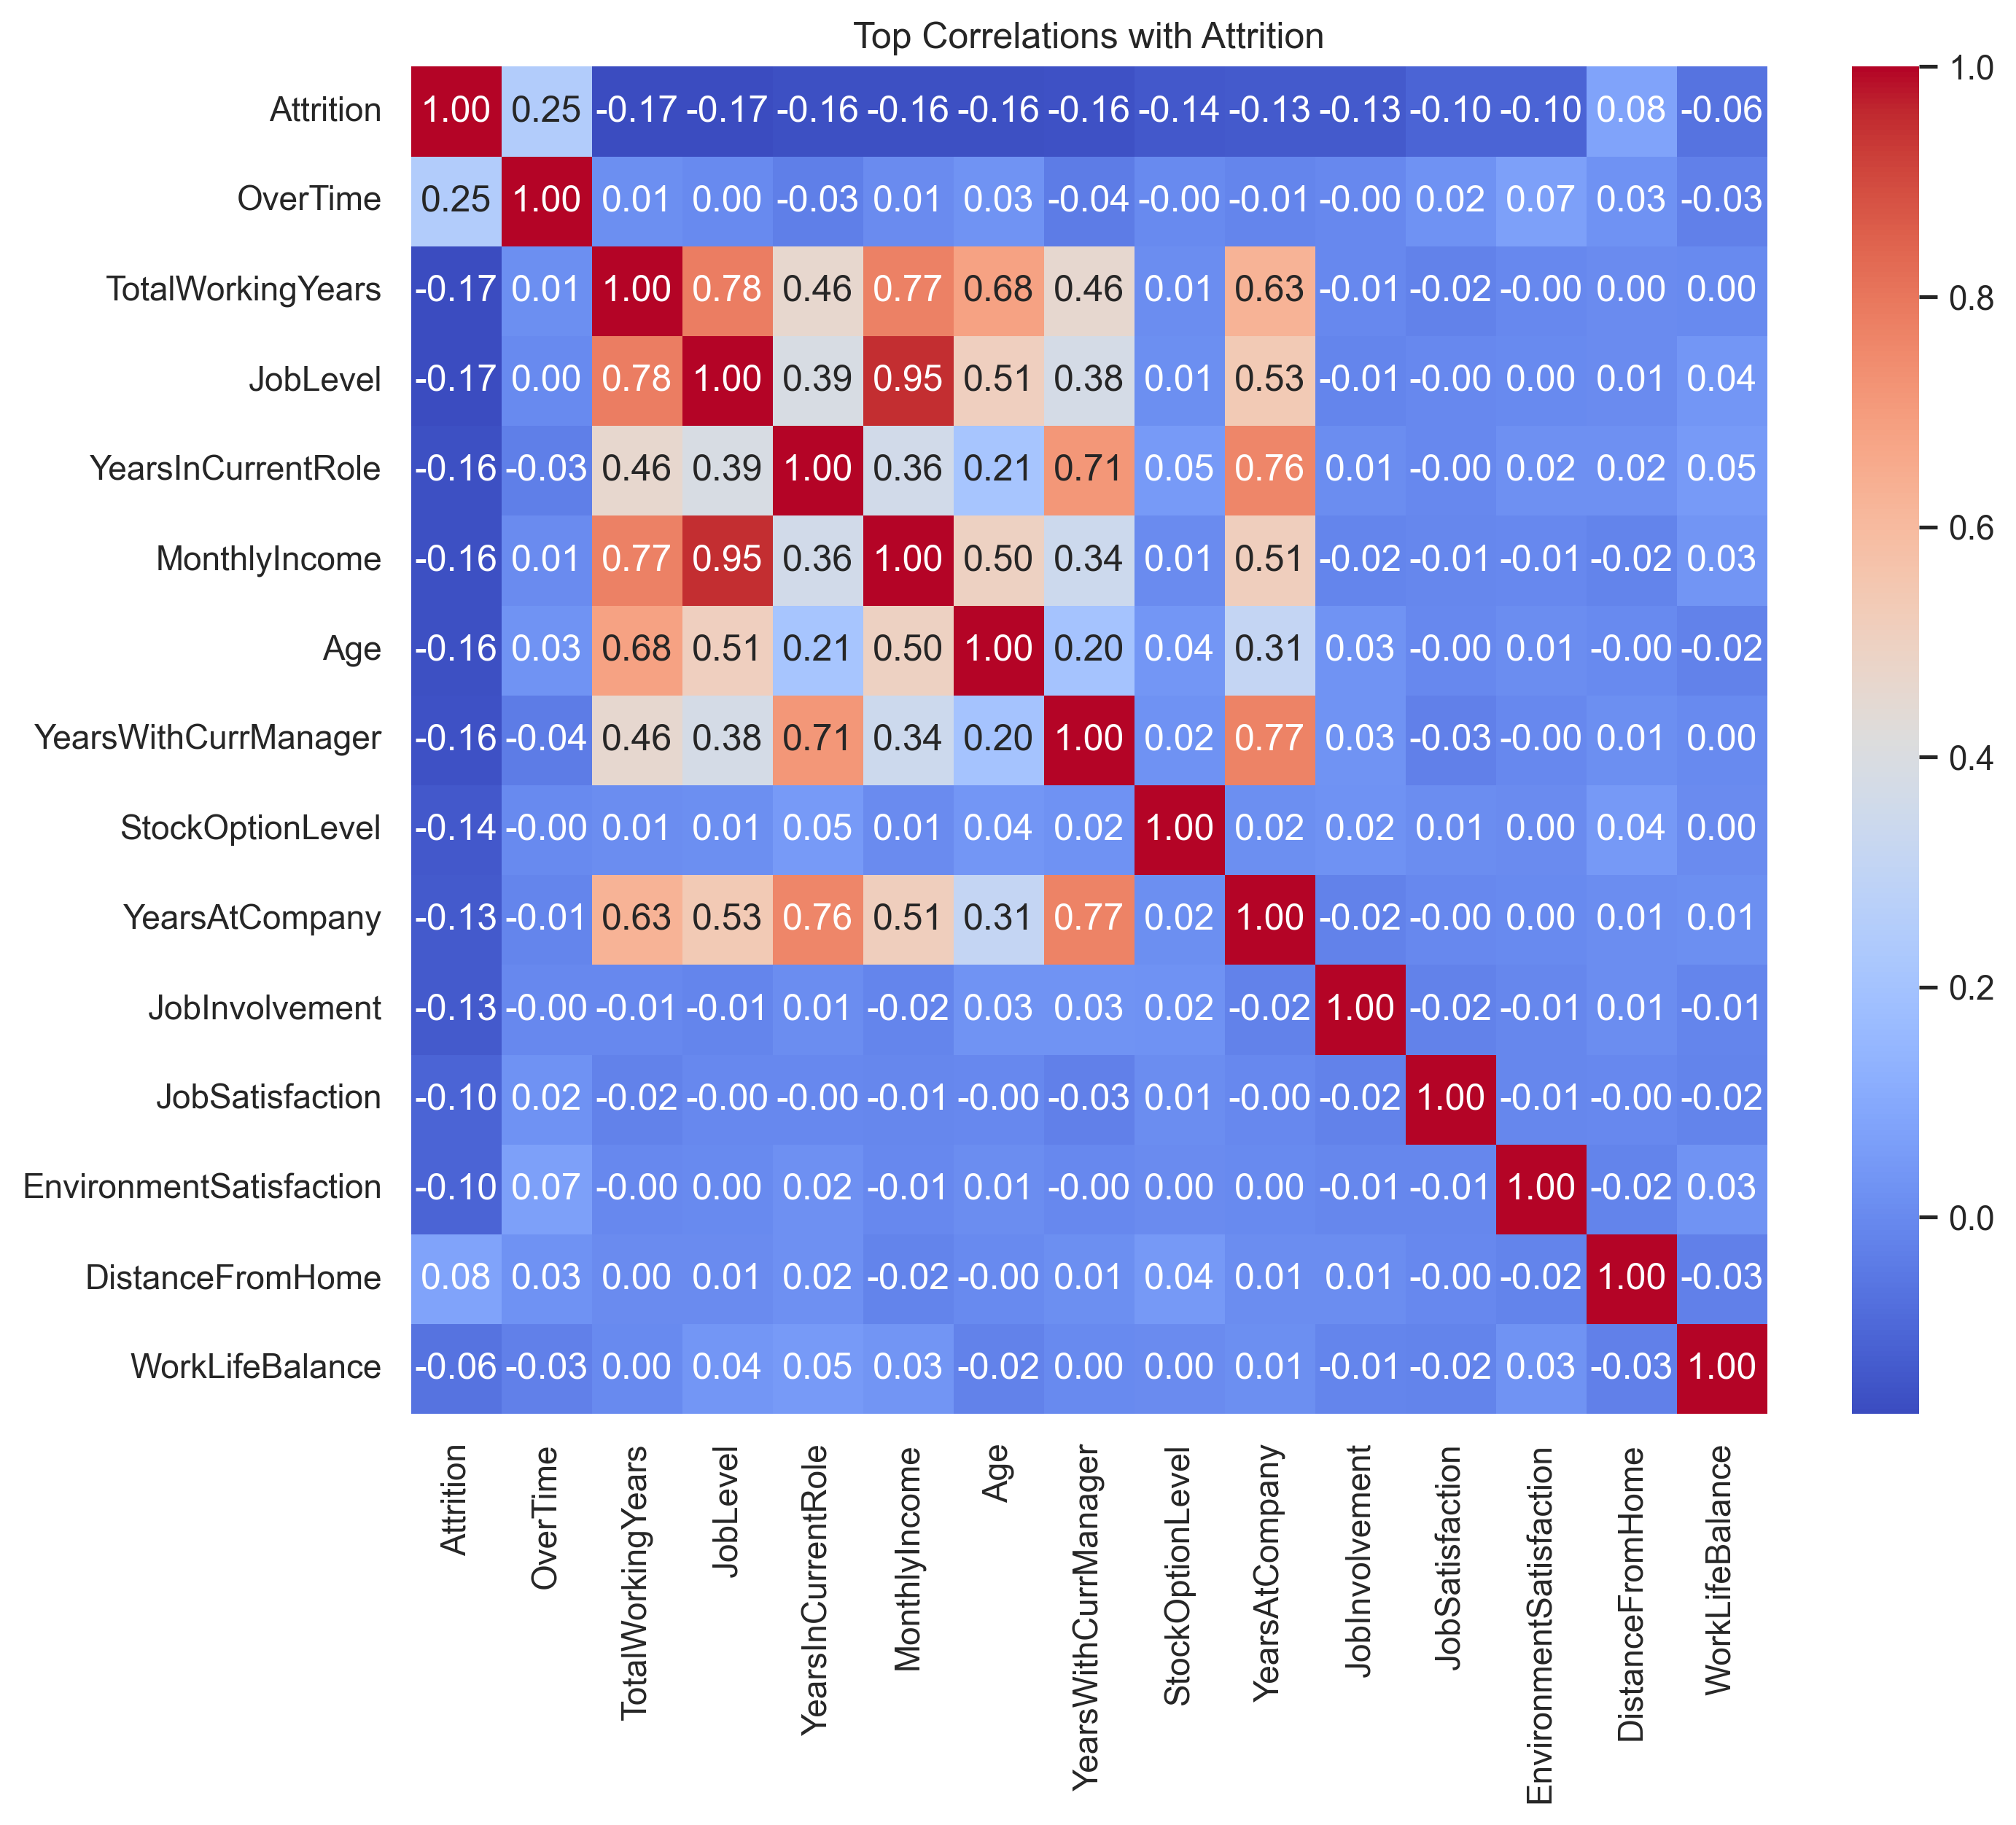 Top Correlations with Attrition
Attrition 1.00 0.25 -0.17 -0.17 -0.16 -0.16 -0.16 -0.16 -0.14 -0.13 -0.13 -0.10 -0.10 0.08 -0.06
OverTime 0.25 1.00 0.01 0.00 -0.03 0.01 0.03 -0.04 -0.00 -0.01 -0.00 0.02 0.07 0.03 -0.03
TotalWorkingYears -0.17 0.01 1.00 0.78 0.46 0.77 0.68 0.46 0.01 0.63 -0.01 -0.02 -0.00 0.00 0.00
JobLevel -0.17 0.00 0.78 1.00 0.39 0.95 0.51 0.38 0.01 0.53 -0.01 -0.00 0.00 0.01 0.04
YearsInCurrentRole -0.16 -0.03 0.46 0.39 1.00 0.36 0.21 0.71 0.05 0.76 0.01 -0.00 0.02 0.02 0.05
MonthlyIncome -0.16 0.01 0.77 0.95 0.36 1.00 0.50 0.34 0.01 0.51 -0.02 -0.01 -0.01 -0.02 0.03
Age -0.16 0.03 0.68 0.51 0.21 0.50 1.00 0.20 0.04 0.31 0.03 -0.00 0.01 -0.00 -0.02
YearsWithCurrManager -0.16 -0.04 0.46 0.38 0.71 0.34 0.20 1.00 0.02 0.77 0.03 -0.03 -0.00 0.01 0.00
StockOptionLevel -0.14 -0.00 0.01 0.01 0.05 0.01 0.04 0.02 1.00 0.02 0.02 0.01 0.00 0.04 0.00
YearsAtCompany -0.13 -0.01 0.63 0.53 0.76 0.51 0.31 0.77 0.02 1.00 -0.02 -0.00 0.00 0.01 0.01
JobInvolvement -0.13 -0.00 -0.01 -0.01 0.01 -0.02 0.03 0.03 0.02 -0.02 1.00 -0.02 -0.01 0.01 -0.01
JobSatisfaction -0.10 0.02 -0.02 -0.00 -0.00 -0.01 -0.00 -0.03 0.01 -0.00 -0.02 1.00 -0.01 -0.00 -0.02
EnvironmentSatisfaction -0.10 0.07 -0.00 0.00 0.02 -0.01 0.01 -0.00 0.00 0.00 -0.01 -0.01 1.00 -0.02 0.03
DistanceFromHome 0.08 0.03 0.00 0.01 0.02 -0.02 -0.00 0.01 0.04 0.01 0.01 -0.00 -0.02 1.00 -0.03
WorkLifeBalance -0.06 -0.03 0.00 0.04 0.05 0.03 -0.02 0.00 0.00 0.01 -0.01 -0.02 0.03 -0.03 1.00
Attrition
OverTime
TotalWorkingYears
JobLevel
YearsInCurrentRole
MonthlyIncome
Age
YearsWithCurrManager
StockOptionLevel
YearsAtCompany
JobInvolvement
JobSatisfaction
EnvironmentSatisfaction
DistanceFromHome
WorkLifeBalance
1.0
0.8
0.6
0.4
0.2
0.0